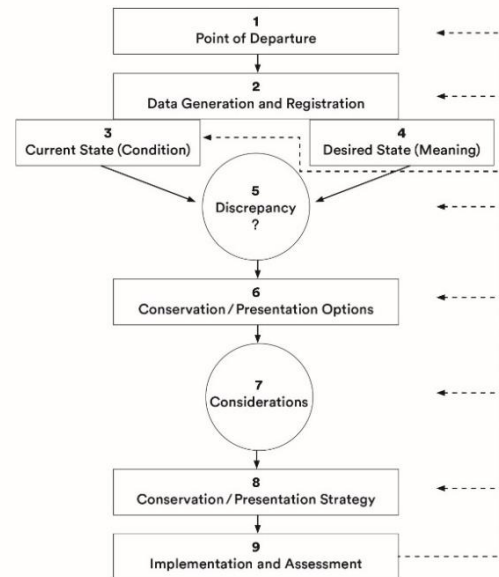 1
Point of Departure
2
Data Generation and Registration
3
Current State (Condition)
4
Desired State (Meaning)
5
Discrepancy
?
6
Conservation / Presentation Options
7
Considerations
8
Conservation / Presentation Strategy
9
Implementation and Assessment